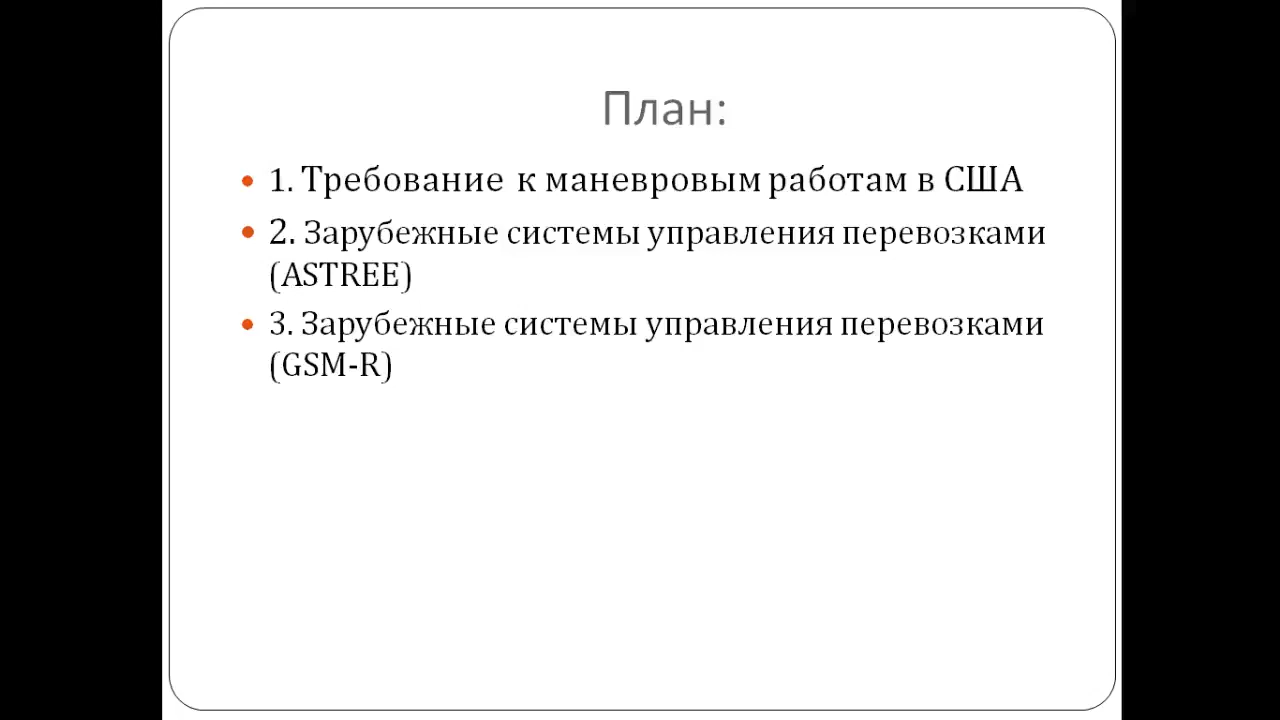 План:
• 1. Требование к маневровым работам в США
• 2. Зарубежные системы управления перевозками
(ASTREE)
• 3. Зарубежные системы управления перевозками
(GSM-R)